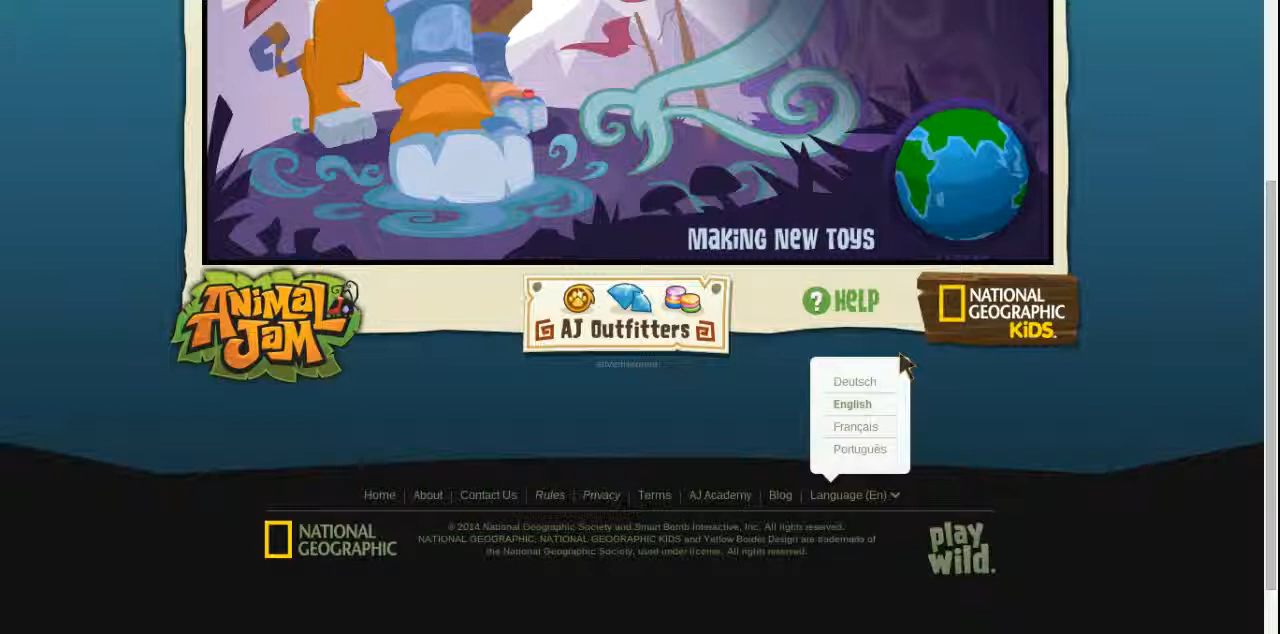 MAKING NEW TOYS
ANIMAL JAM
AJ Outfitters
? HELP
NATIONAL GEOGRAPHIC KiDS.
advertisement
Deutsch
English
Français
Português
Home | About | Contact Us | Rules | Privacy | Terms | AJ Academy | Blog | Language (En)
NATIONAL GEOGRAPHIC
© 2014 National Geographic Society and Smart Bomb Interactive, Inc. All rights reserved.
NATIONAL GEOGRAPHIC, NATIONAL GEOGRAPHIC KIDS and Yellow Border Design are trademarks of
the National Geographic Society, used under license. All rights reserved.
play
wild.